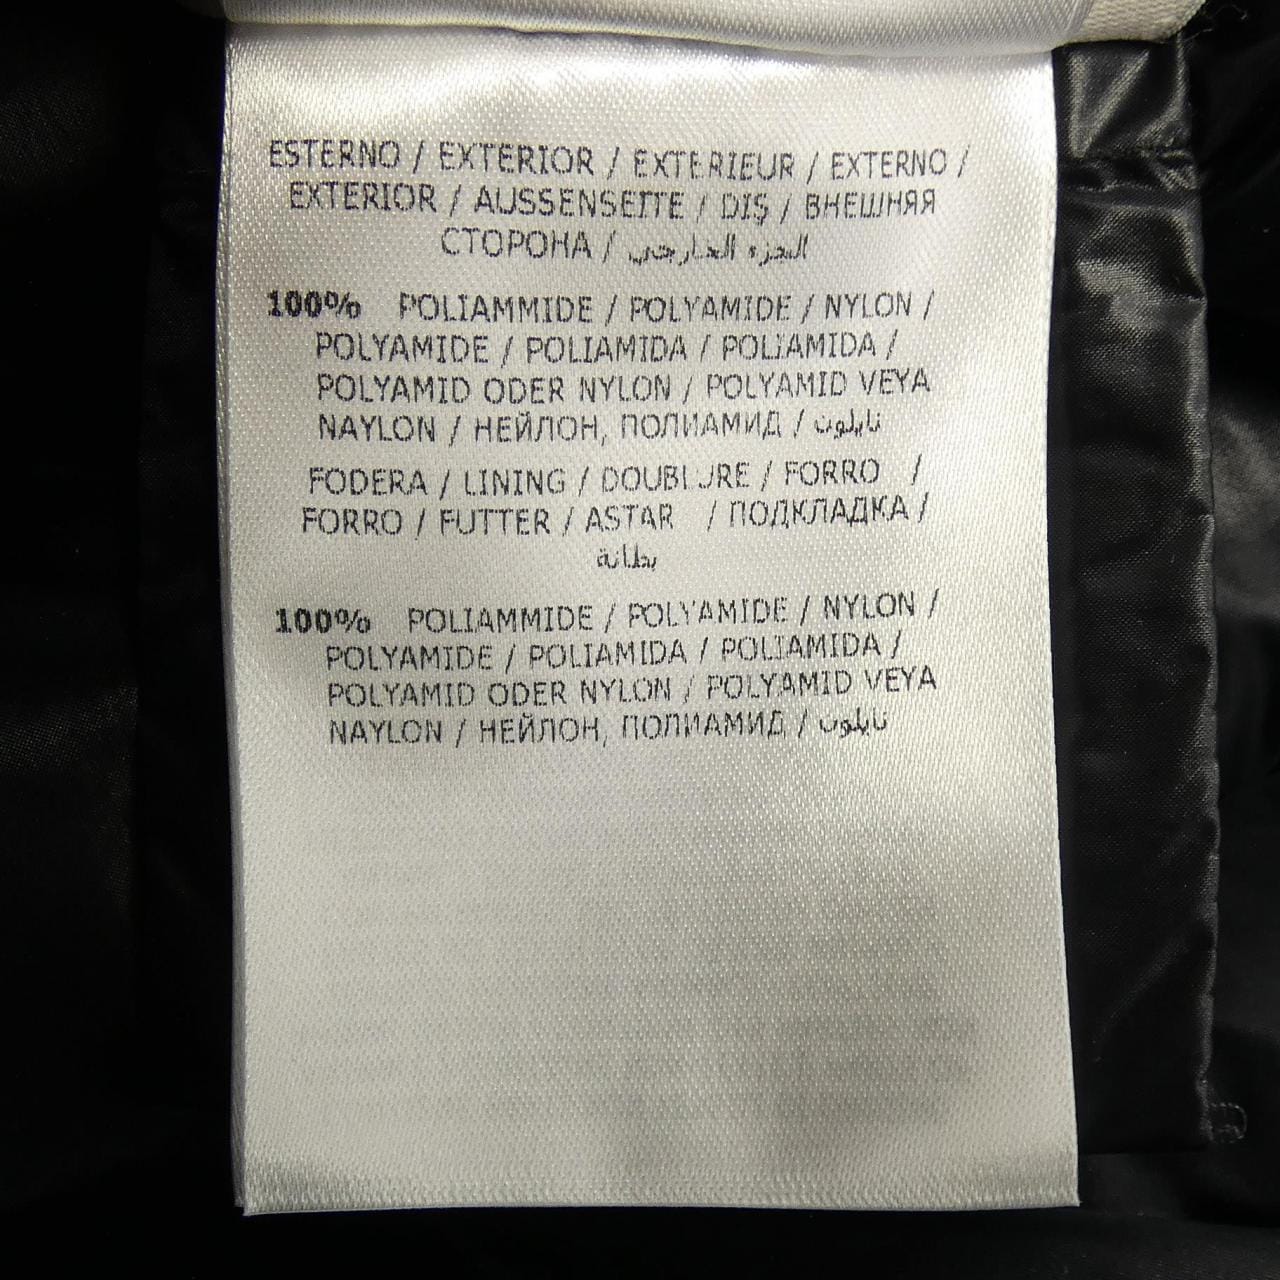 ESTERNO / EXTERIOR / EXTERIEUR / EXTERNO /
EXTERIOR / AUSSENSEITE / DIŞ / ВНЕШНЯЯ
СТОРОНА / الجزء الخارجي
100% POLIAMMIDE / POLYAMIDE / NYLON /
POLYAMIDE / POLIAMIDA / POLIAMIDA /
POLYAMID ODER NYLON / POLYAMID VEYA
NAYLON / НЕЙЛОН, ПОЛИАМИД / نايلون
FODERA / LINING / DOUBLURE / FORRO /
FORRO / FUTTER / ASTAR / ПОДКЛАДКА /
بطانة
100% POLIAMMIDE / POLYAMIDE / NYLON /
POLYAMIDE / POLIAMIDA / POLIAMIDA /
POLYAMID ODER NYLON / POLYAMID VEYA
NAYLON / НЕЙЛОН, ПОЛИАМИД / نايلون